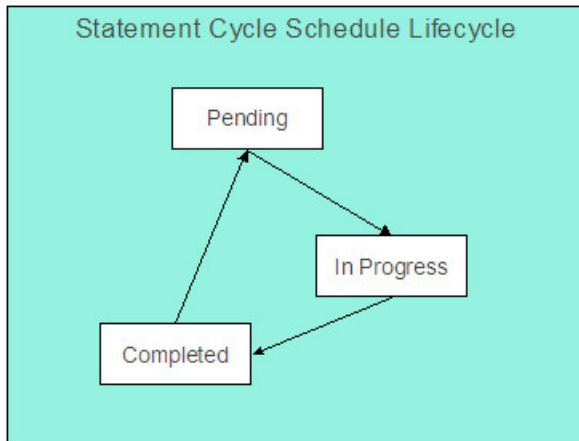 Statement Cycle Schedule Lifecycle
Pending
In Progress
Completed